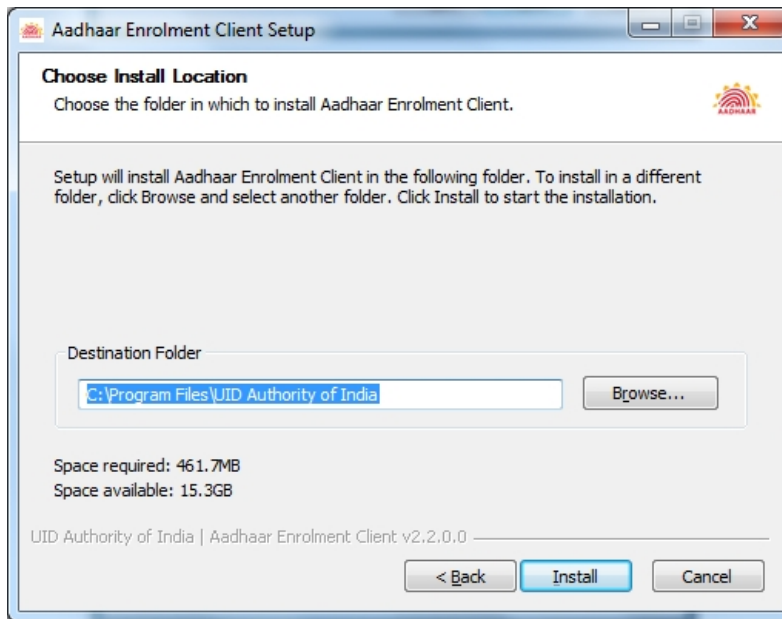 Aadhaar Enrolment Client Setup
Choose Install Location
Choose the folder in which to install Aadhaar Enrolment Client.
AADHAAR
Setup will install Aadhaar Enrolment Client in the following folder. To install in a different
folder, click Browse and select another folder. Click Install to start the installation.
Destination Folder
C:\Program Files\UID Authority of India
Browse...
Space required: 461.7MB
Space available: 15.3GB
UID Authority of India | Aadhaar Enrolment Client v2.2.0.0
< Back
Install
Cancel